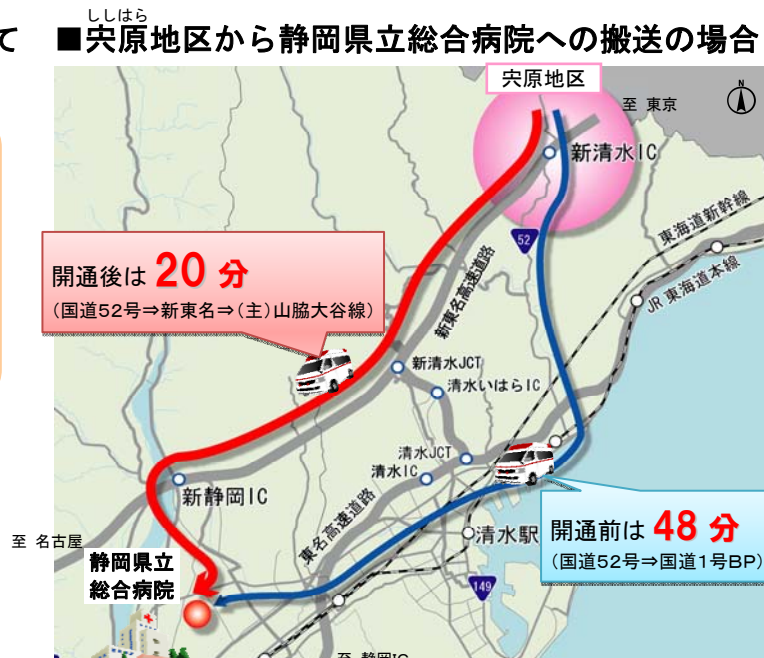 て
ししはら
■宍原地区から静岡県立総合病院への搬送の場合
宍原地区
至 東京
N
新清水IC
52
東海道新幹線
JR東海道本線
開通後は 20 分
(国道52号⇒新東名⇒(主)山脇大谷線)
新東名高速道路
新清水JCT
清水いはらIC
清水JCT
清水IC
新静岡IC
東名高速道路
至 名古屋
清水駅
開通前は 48 分
(国道52号⇒国道1号BP)
静岡県立
総合病院
149
至 静岡IC